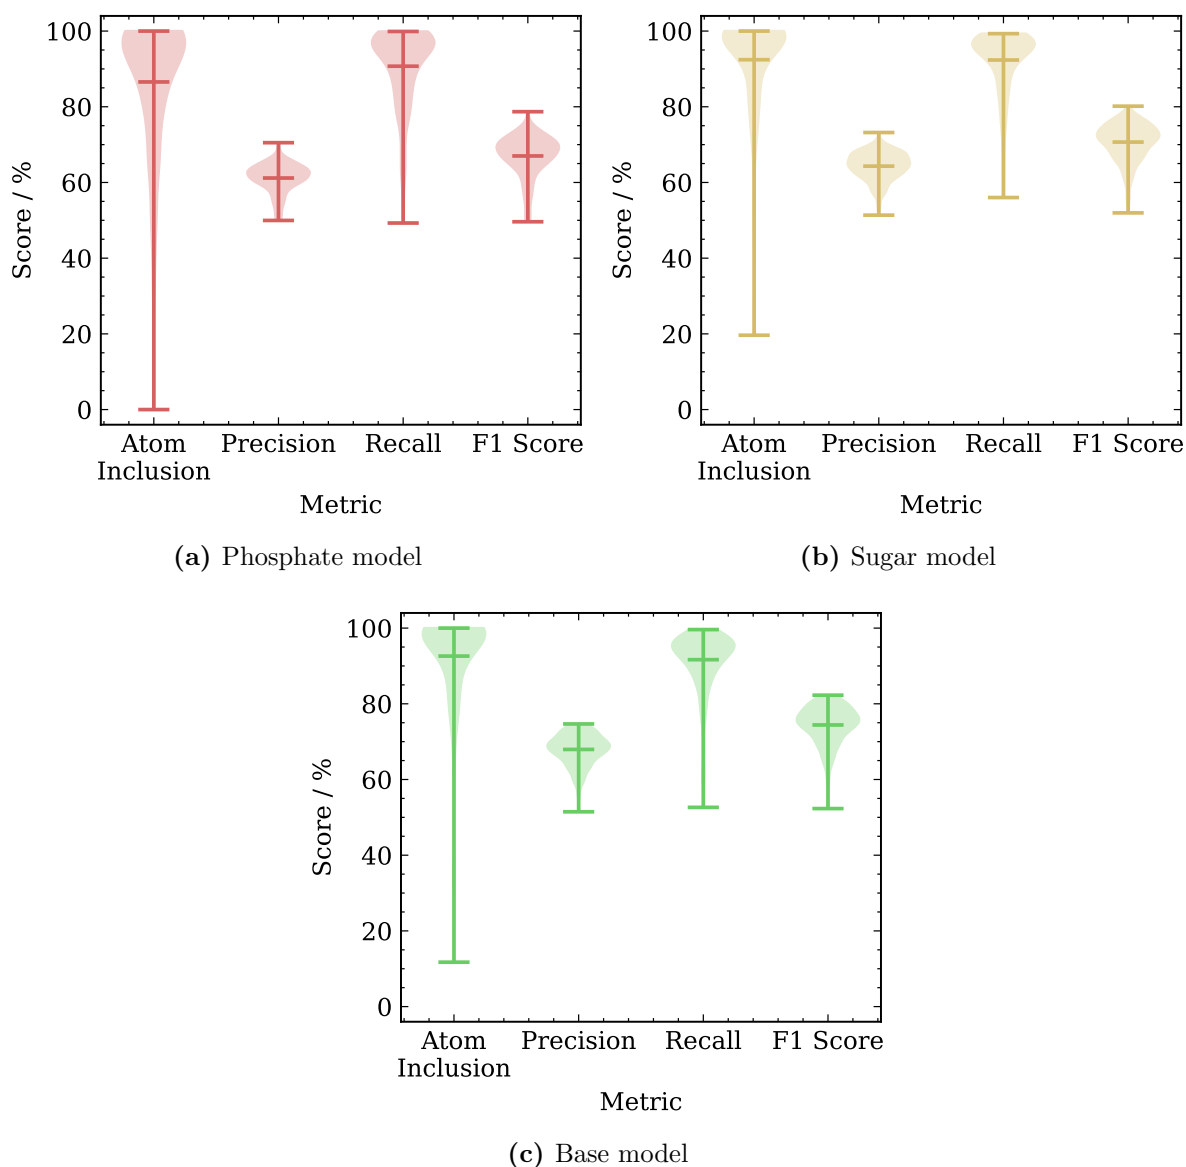 100
80
60
40
20
0
Score / %
Atom Inclusion
Precision
Recall
F1 Score
Metric
(a) Phosphate model
100
80
60
40
20
0
Score / %
Atom Inclusion
Precision
Recall
F1 Score
Metric
(b) Sugar model
100
80
60
40
20
0
Score / %
Atom Inclusion
Precision
Recall
F1 Score
Metric
(c) Base model